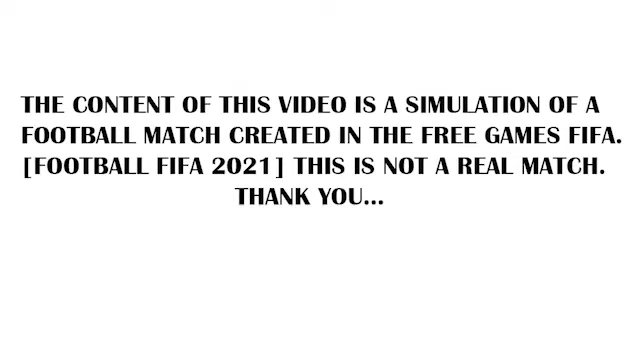 THE CONTENT OF THIS VIDEO IS A SIMULATION OF A
FOOTBALL MATCH CREATED IN THE FREE GAMES FIFA.
[FOOTBALL FIFA 2021] THIS IS NOT A REAL MATCH.
THANK YOU...